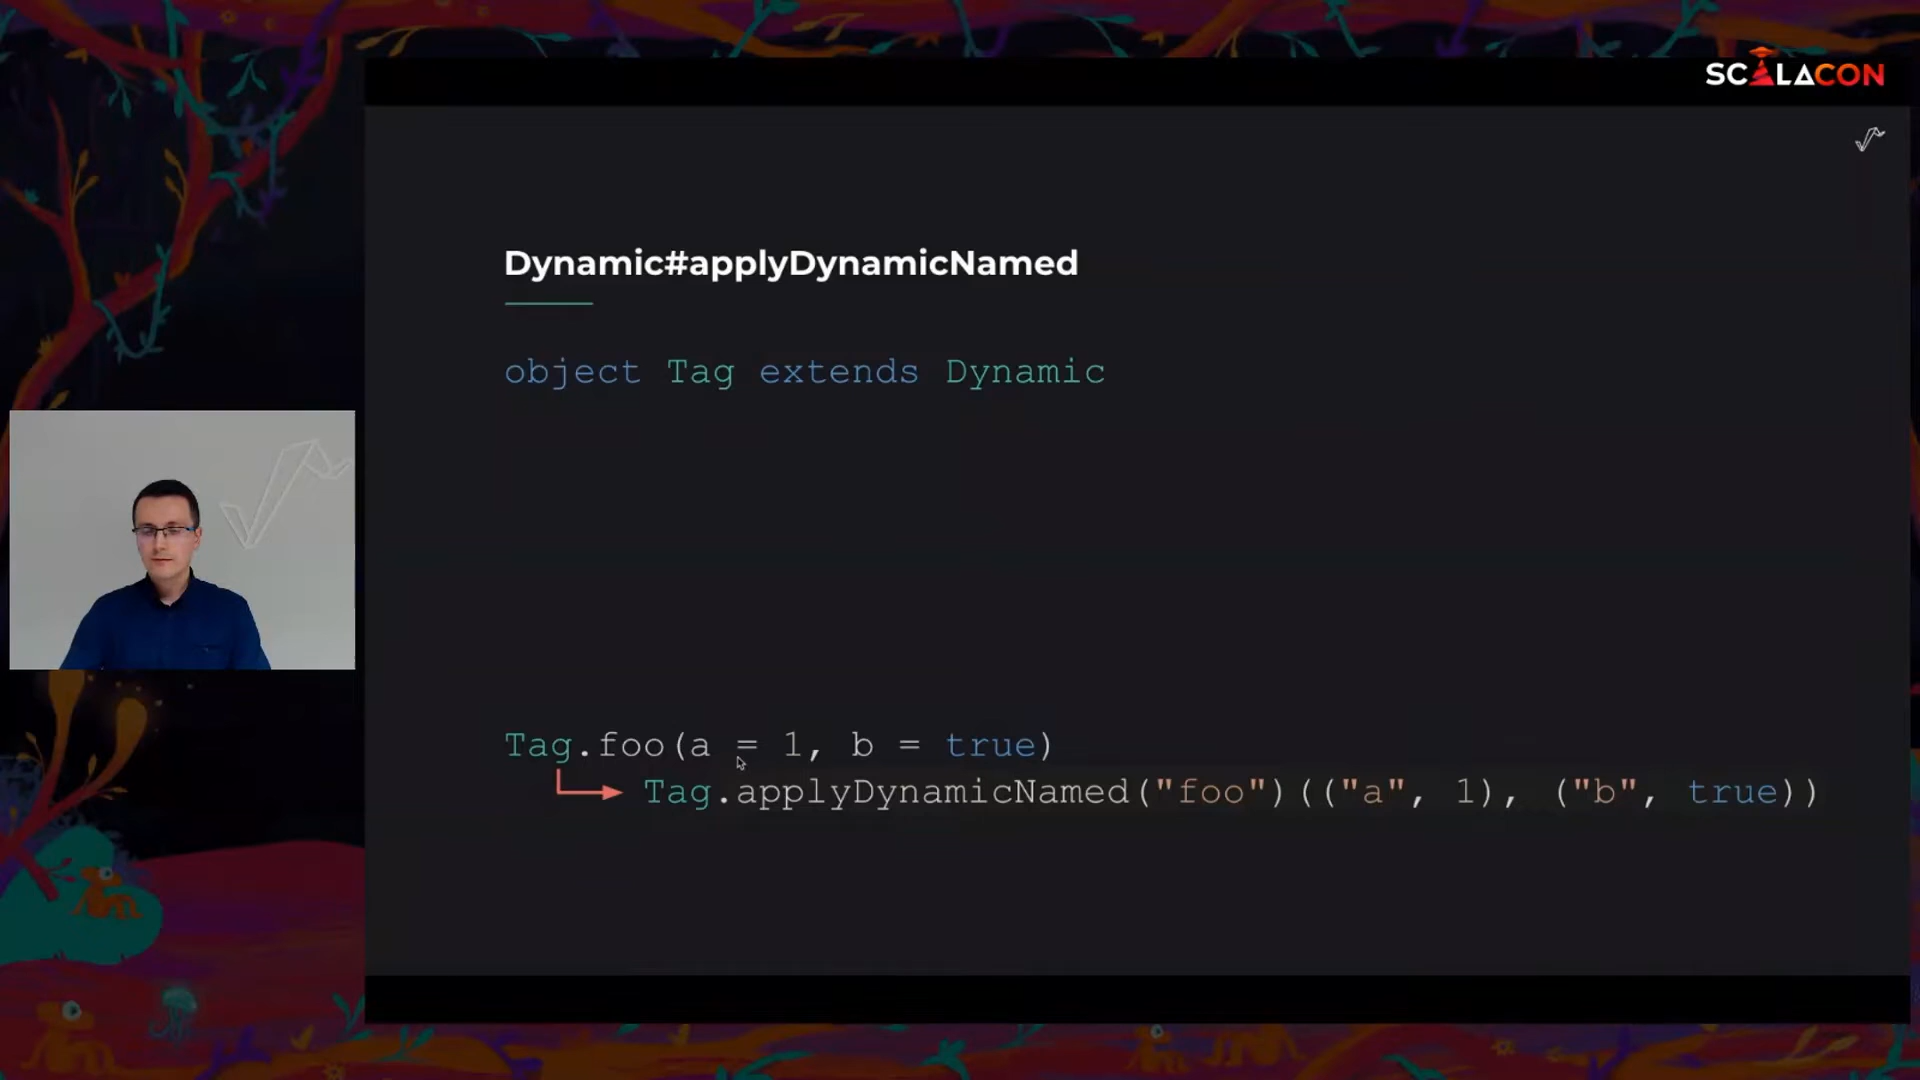 SCALACON
Dynamic#applyDynamicNamed
object Tag extends Dynamic
Tag.foo(a = 1, b = true)
Tag.applyDynamicNamed("foo")(("a", 1), ("b", true))